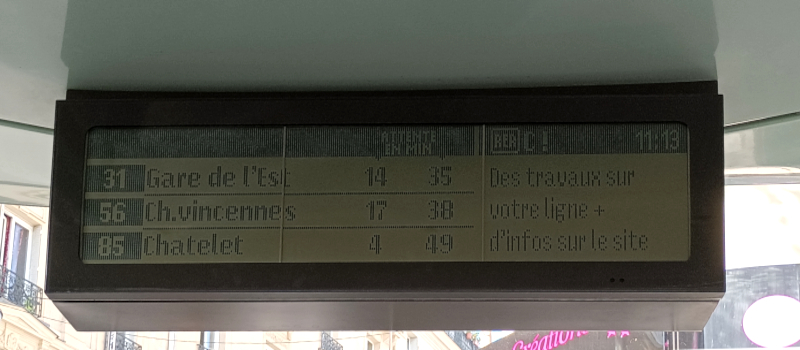 ATTENTE
EN MIN
RER C ! 11:13
31 Gare de l'Est 14 35
56 Ch.vincennes 17 38
85 Chatelet 4 49
Des travaux sur
votre ligne +
d'infos sur le site
Créations